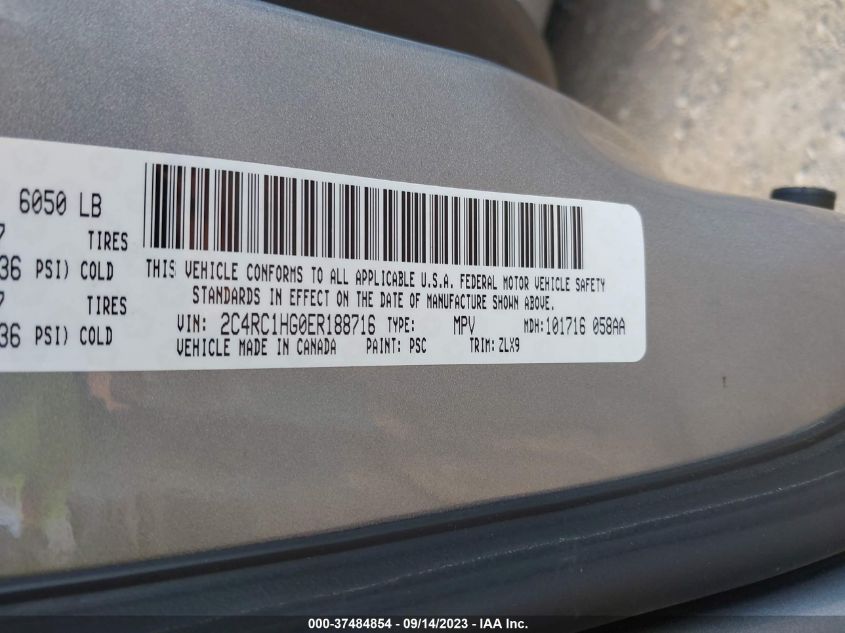 6050 LB
7 TIRES
36 PSI) COLD
7 TIRES
36 PSI) COLD
THIS VEHICLE CONFORMS TO ALL APPLICABLE U.S.A. FEDERAL MOTOR VEHICLE SAFETY
STANDARDS IN EFFECT ON THE DATE OF MANUFACTURE SHOWN ABOVE.
VIN: 2C4RC1HG0ER188716 TYPE: MPV MDH:101716 058AA
VEHICLE MADE IN CANADA PAINT: PSC TRIM:ZLX9
000-37484854 - 09/14/2023 - IAA Inc.